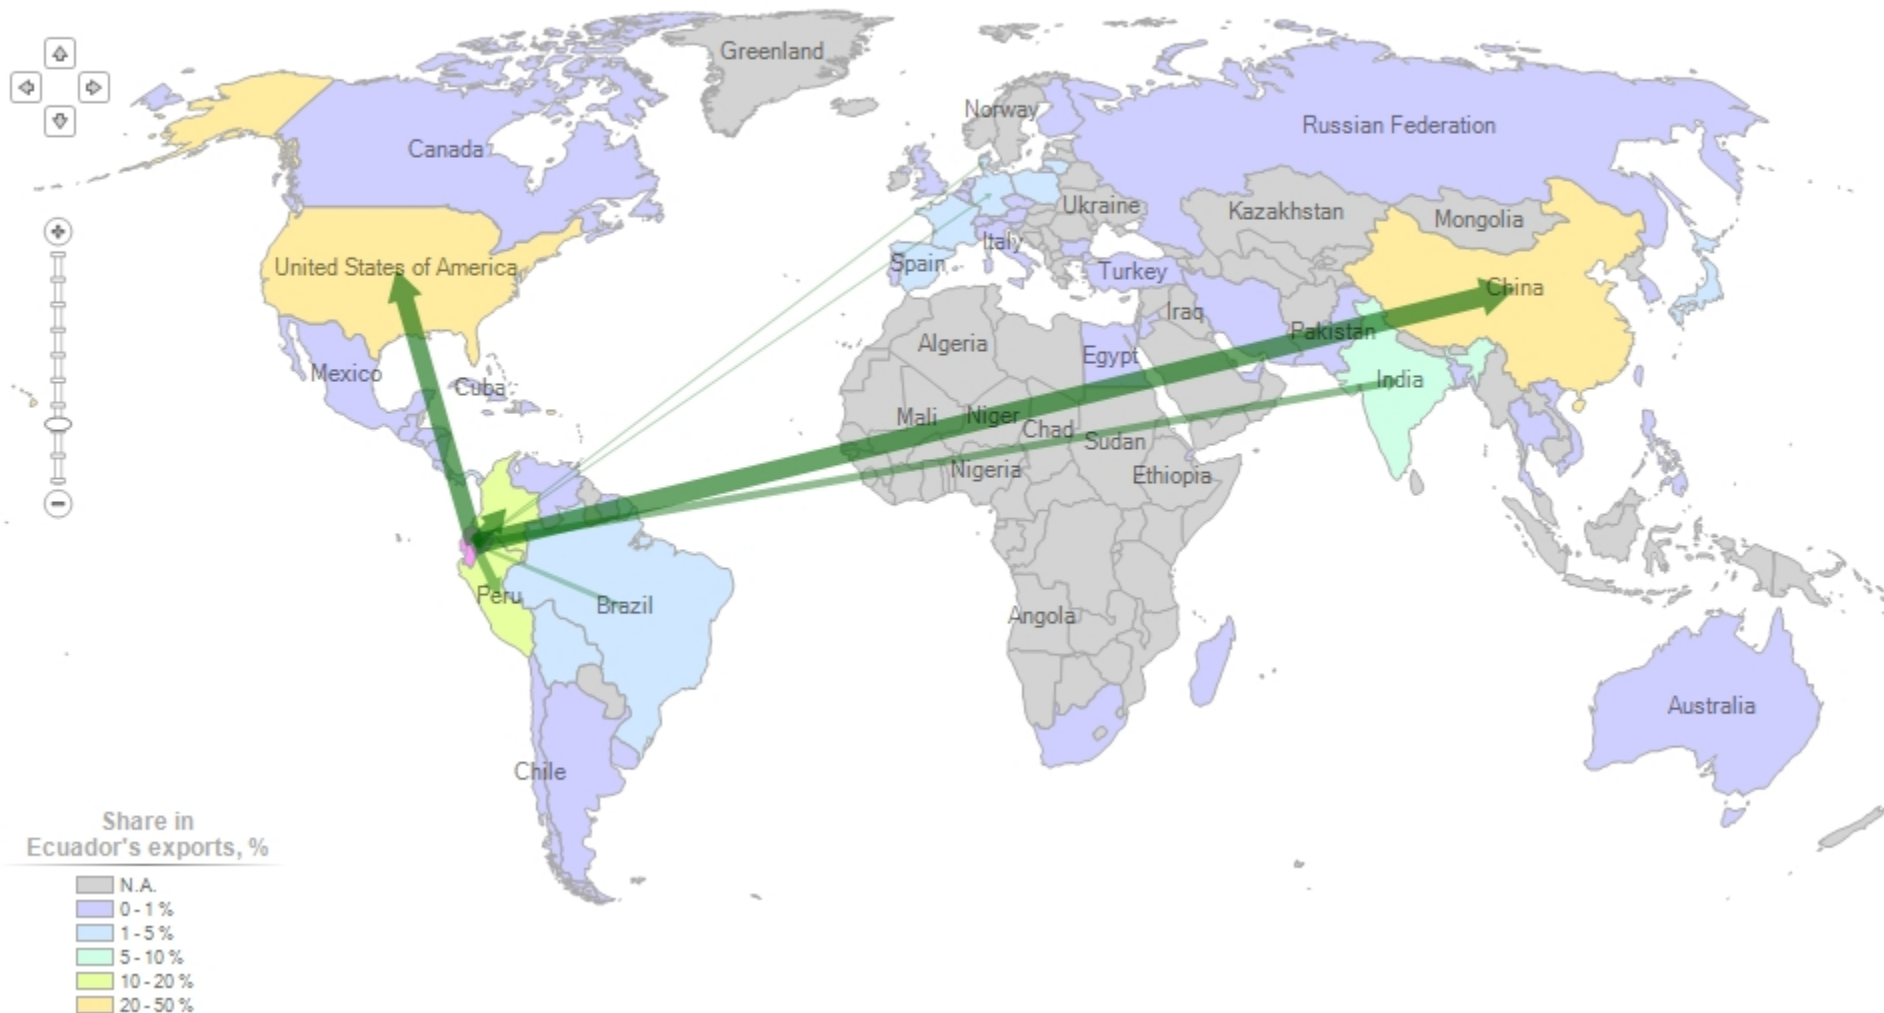 Greenland
Norway
Russian Federation
Canada
Ukraine
Kazakhstan
Mongolia
Italy
Spain
Turkey
United States of America
China
Iraq
Pakistan
Algeria
Egypt
Mexico
Cuba
India
Mali
Niger
Chad
Sudan
Nigeria
Ethiopia
Peru
Brazil
Angola
Australia
Chile
Share in
Ecuador's exports, %
N.A.
0 - 1 %
1 - 5 %
5 - 10 %
10 - 20 %
20 - 50 %